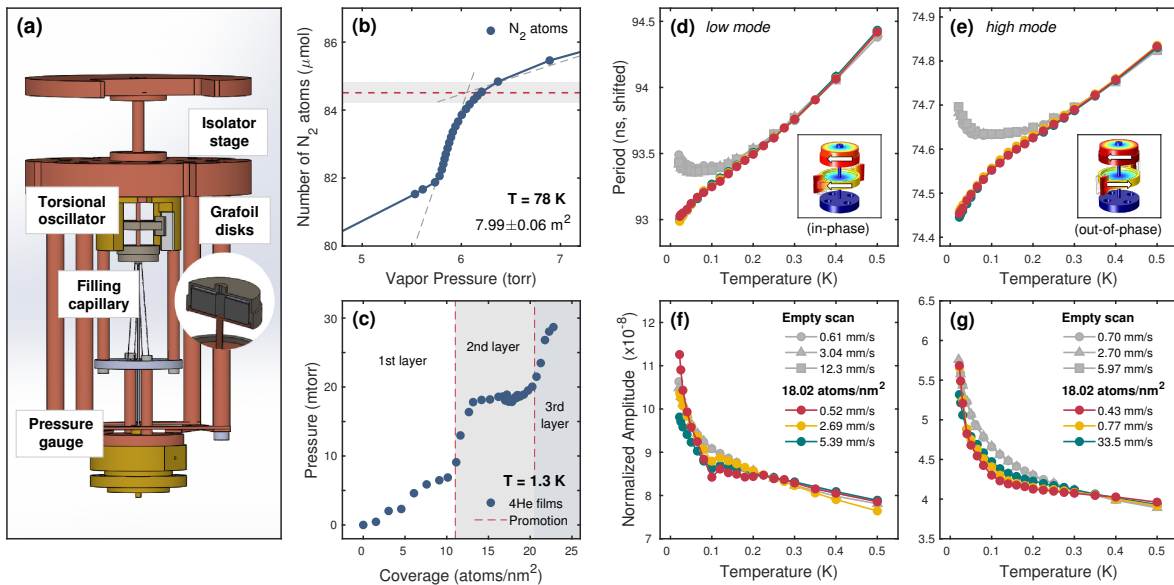 (a)
Isolator
stage
Torsional
oscillator
Grafoil
disks
Filling
capillary
Pressure
gauge
(b)
N₂ atoms
Number of N₂ atoms (μmol)
86
84
82
80
T = 78 K
7.99±0.06 m²
5
6
7
Vapor Pressure (torr)
(c)
1st layer
2nd layer
3rd
layer
Pressure (mtorr)
30
20
10
0
T = 1.3 K
4He films
Promotion
0
5
10
15
20
25
Coverage (atoms/nm²)
(d)
low mode
Period (ns, shifted)
94.5
94
93.5
93
(in-phase)
0
0.1
0.2
0.3
0.4
0.5
Temperature (K)
(e)
high mode
74.9
74.8
74.7
74.6
74.5
74.4
(out-of-phase)
0
0.1
0.2
0.3
0.4
0.5
Temperature (K)
(f)
Normalized Amplitude (x10⁻⁸)
12
11
10
9
8
7
Empty scan
0.61 mm/s
3.04 mm/s
12.3 mm/s
18.02 atoms/nm²
0.52 mm/s
2.69 mm/s
5.39 mm/s
0
0.1
0.2
0.3
0.4
0.5
Temperature (K)
(g)
6.5
6
5.5
5
4.5
4
3.5
Empty scan
0.70 mm/s
2.70 mm/s
5.97 mm/s
18.02 atoms/nm²
0.43 mm/s
0.77 mm/s
33.5 mm/s
0
0.1
0.2
0.3
0.4
0.5
Temperature (K)